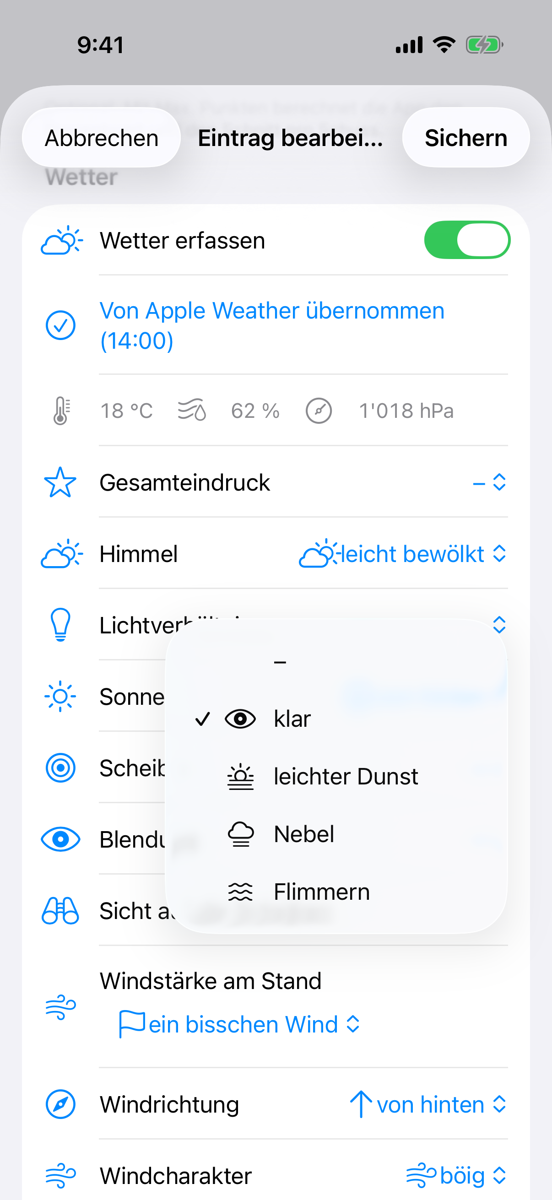 9:41
Abbrechen
Eintrag bearbei...
Sichern
Wetter
Wetter erfassen
Von Apple Weather übernommen
(14:00)
18 °C 62 % 1'018 hPa
Gesamteindruck –
Himmel leicht bewölkt
Sonne
–
klar
leichter Dunst
Nebel
Flimmern
Windstärke am Stand
ein bisschen Wind
Windrichtung von hinten
Windcharakter böig